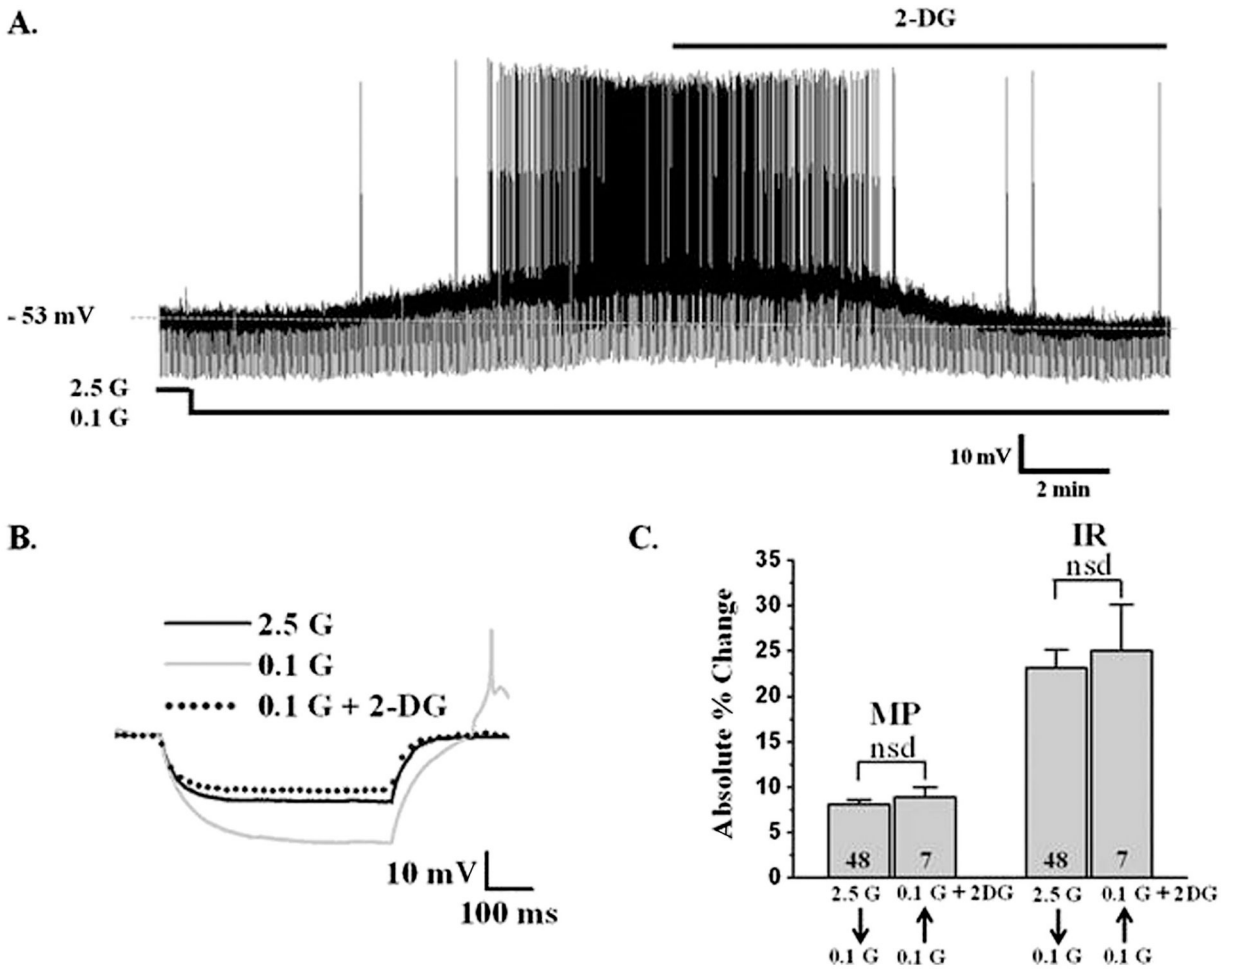 A.
2-DG
- 53 mV
2.5 G
0.1 G
10 mV
2 min
B.
2.5 G
0.1 G
0.1 G + 2-DG
10 mV
100 ms
C.
Absolute % Change
35
30
25
20
15
10
5
0
MP
nsd
IR
nsd
48
7
48
7
2.5 G 0.1 G + 2DG 2.5 G 0.1 G + 2DG
0.1 G 0.1 G 0.1 G 0.1 G